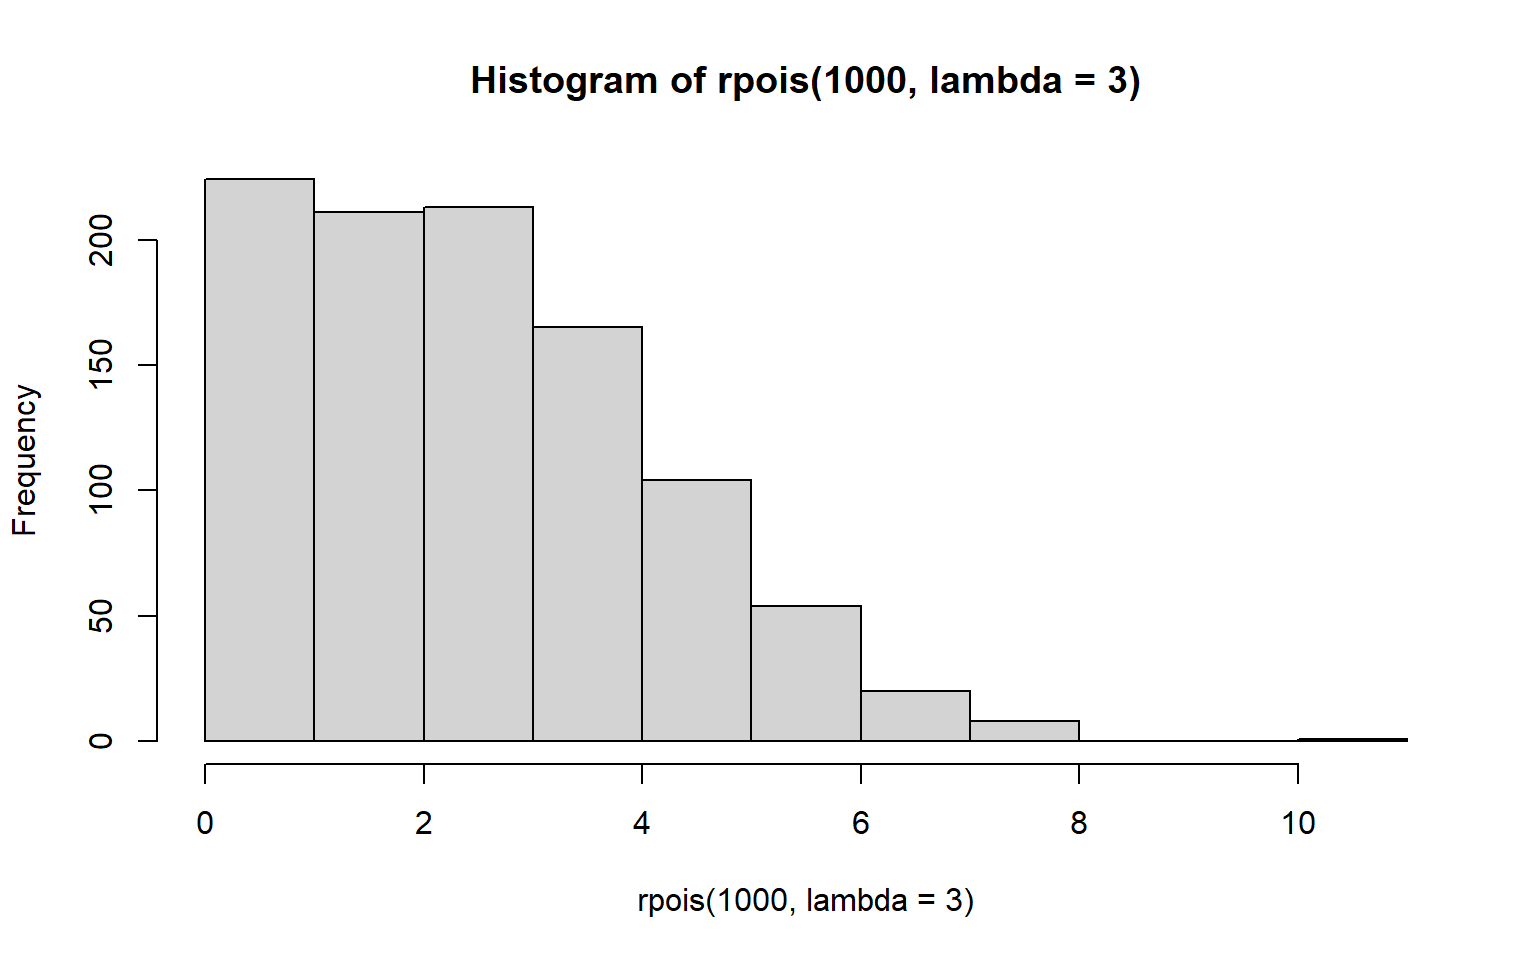 Histogram of rpois(1000, lambda = 3)
Frequency
200
150
100
50
0
0 2 4 6 8 10
rpois(1000, lambda = 3)